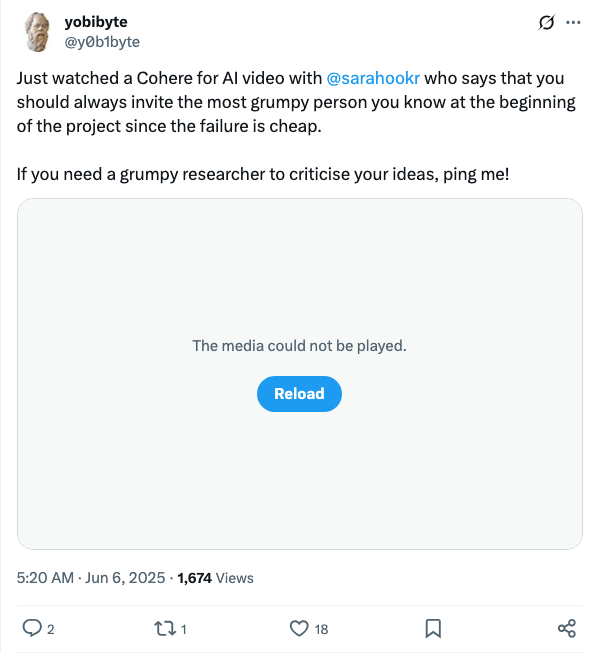 yobibyte
@y0b1byte
Just watched a Cohere for AI video with @sarahookr who says that you
should always invite the most grumpy person you know at the beginning
of the project since the failure is cheap.
If you need a grumpy researcher to criticise your ideas, ping me!
The media could not be played.
Reload
5:20 AM · Jun 6, 2025 · 1,674 Views
2 1 18